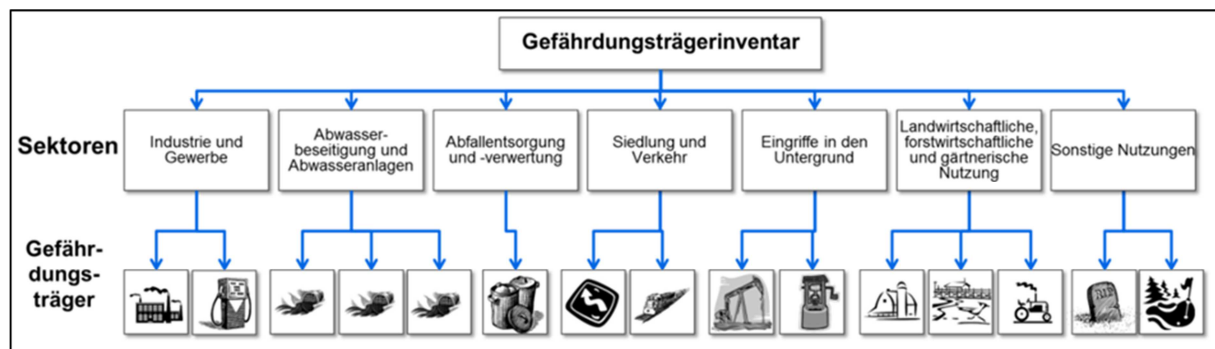 Gefährdungsträgerinventar
Sektoren
Industrie und
Gewerbe
Abwasser-
beseitigung und
Abwasseranlagen
Abfallentsorgung
und -verwertung
Siedlung und
Verkehr
Eingriffe in den
Untergrund
Landwirtschaftliche,
forstwirtschaftliche
und gärtnerische
Nutzung
Sonstige Nutzungen
Gefähr-
dungs-
träger
RIP